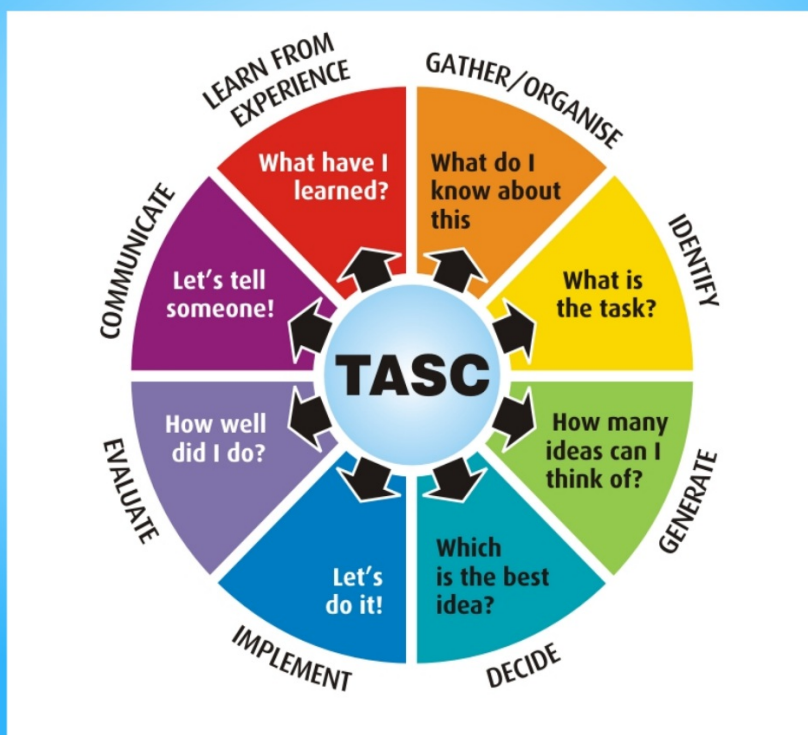 LEARN FROM
EXPERIENCE
GATHER/ORGANISE
What have I
learned?
What do I
know about
this
COMMUNICATE
IDENTIFY
Let's tell
someone!
What is
the task?
TASC
How well
did I do?
How many
ideas can I
think of?
EVALUATE
GENERATE
Let's
do it!
Which
is the best
idea?
IMPLEMENT
DECIDE